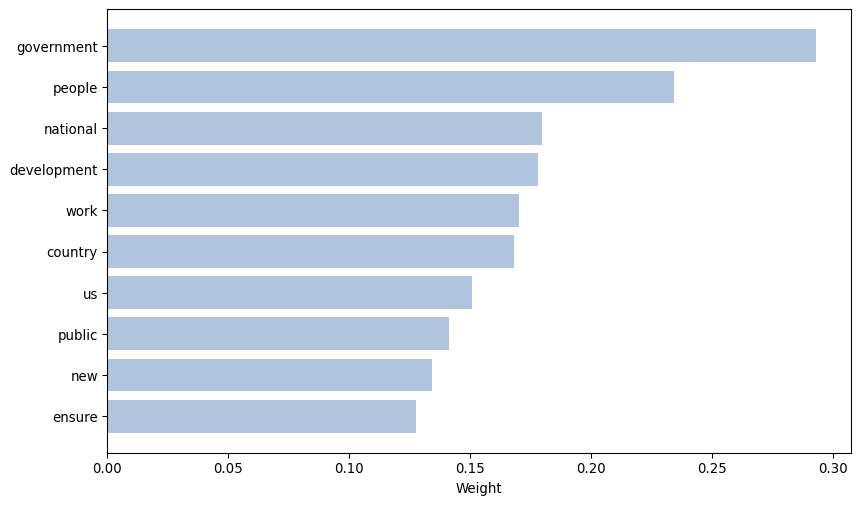 government
people
national
development
work
country
us
public
new
ensure
0.00 0.05 0.10 0.15 0.20 0.25 0.30
Weight